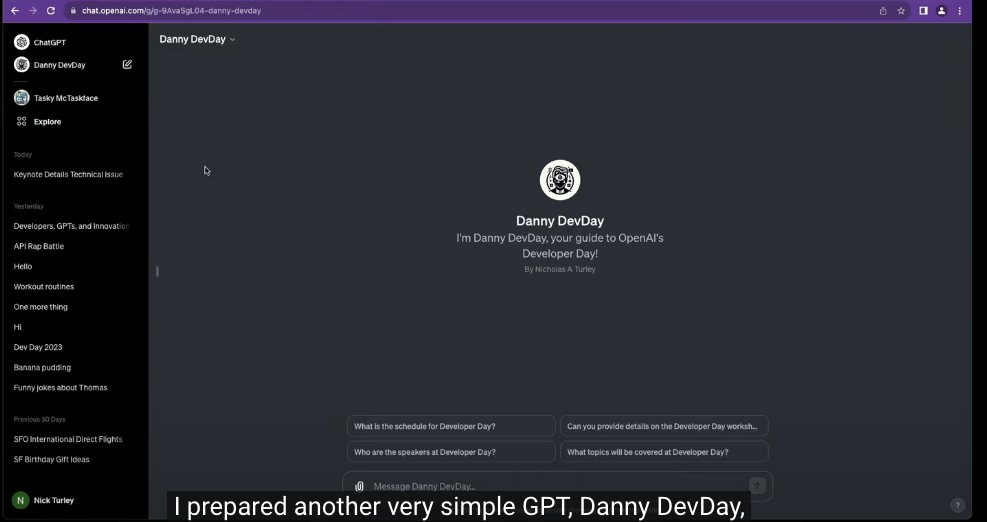 chat.openai.com/g/g-9AvaSgL04-danny-devday
ChatGPT
Danny DevDay
Tasky McTaskface
Explore
Today
Keynote Details Technical Issue
Yesterday
Developers, GPTs, and Innovation
API Rap Battle
Hello
Workout routines
One more thing
Hi
Dev Day 2023
Banana pudding
Funny jokes about Thomas
Previous 30 Days
SFO International Direct Flights
SF Birthday Gift Ideas
N Nick Turley
Danny DevDay
Danny DevDay
I'm Danny DevDay, your guide to OpenAI's
Developer Day!
By Nicholas A Turley
What is the schedule for Developer Day?
Can you provide details on the Developer Day worksh...
Who are the speakers at Developer Day?
What topics will be covered at Developer Day?
Message Danny DevDay...
?
I prepared another very simple GPT, Danny DevDay,